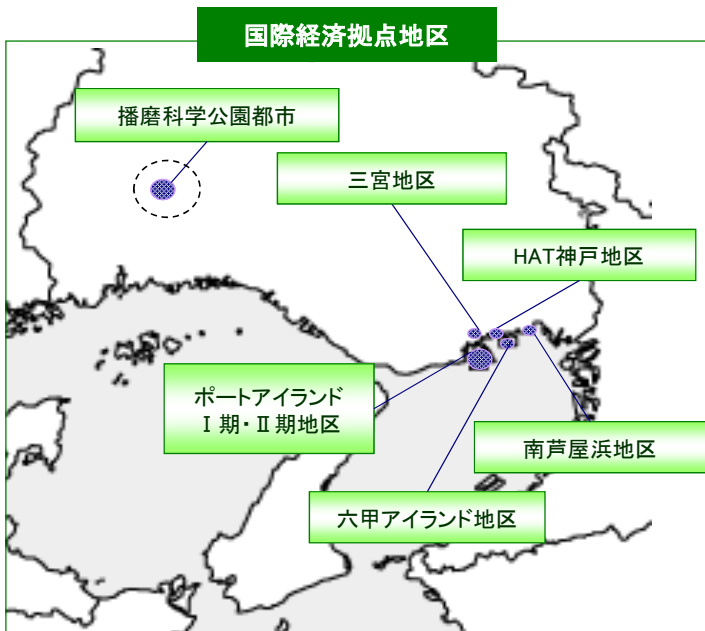 国際経済拠点地区
播磨科学公園都市
三宮地区
HAT神戸地区
ポートアイランド
Ⅰ期・Ⅱ期地区
南芦屋浜地区
六甲アイランド地区